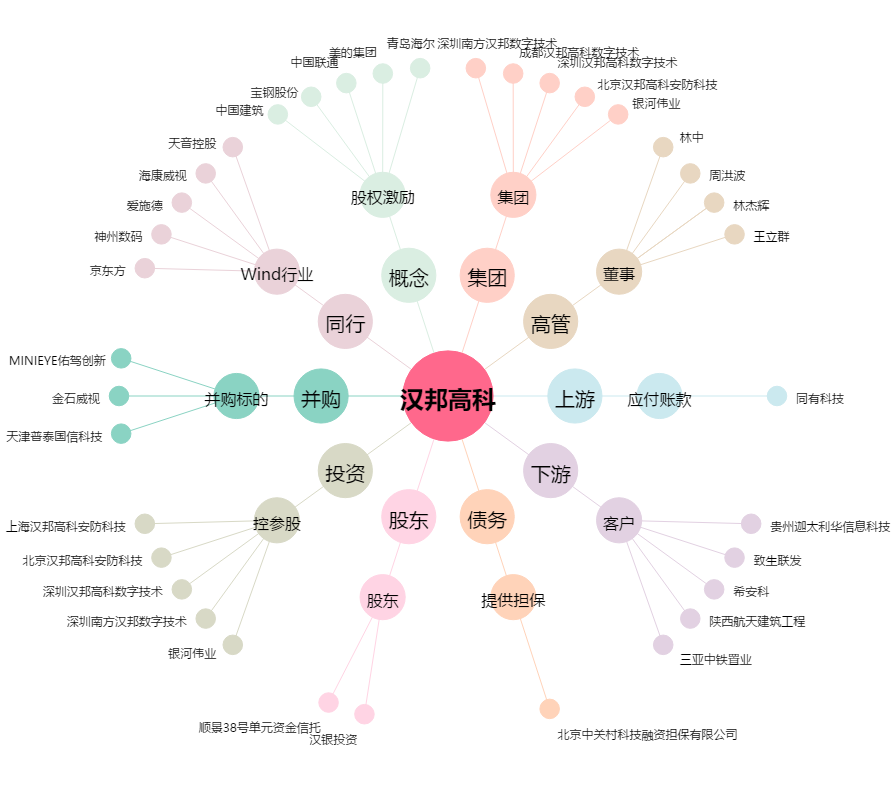 青岛海尔
深圳南方汉邦数字技术
美的集团
成都汉邦高科数字技术
中国联通
深圳汉邦高科数字技术
宝钢股份
北京汉邦高科安防科技
中国建筑
银河伟业
天音控股
林中
海康威视
周洪波
股权激励
集团
爱施德
林杰辉
神州数码
王立群
京东方
Wind行业
概念
集团
董事
同行
高管
MINIEYE佑驾创新
金石威视
并购标的
并购
汉邦高科
上游
应付账款
同有科技
天津普泰国信科技
投资
下游
上海汉邦高科安防科技
控参股
股东
债务
客户
贵州迦太利华信息科技
北京汉邦高科安防科技
致生联发
深圳汉邦高科数字技术
股东
提供担保
希安科
深圳南方汉邦数字技术
陕西航天建筑工程
银河伟业
三亚中铁置业
顺景38号单元资金信托
汉银投资
北京中关村科技融资担保有限公司